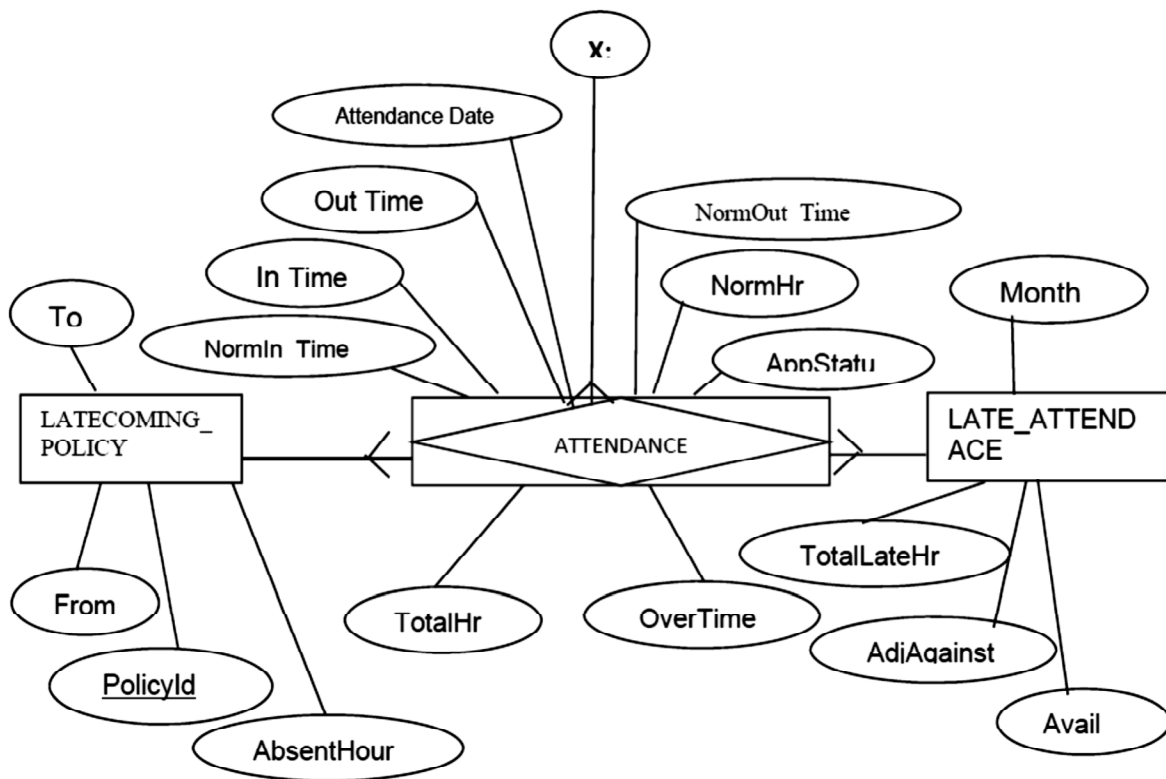 X:
Attendance Date
Out Time
NormOut Time
In Time
NormHr
Month
To
NormIn Time
AppStatu
LATECOMING_
POLICY
ATTENDANCE
LATE_ATTEND
ACE
TotalLateHr
From
TotalHr
OverTime
AdjAgainst
PolicyId
Avail
AbsentHour